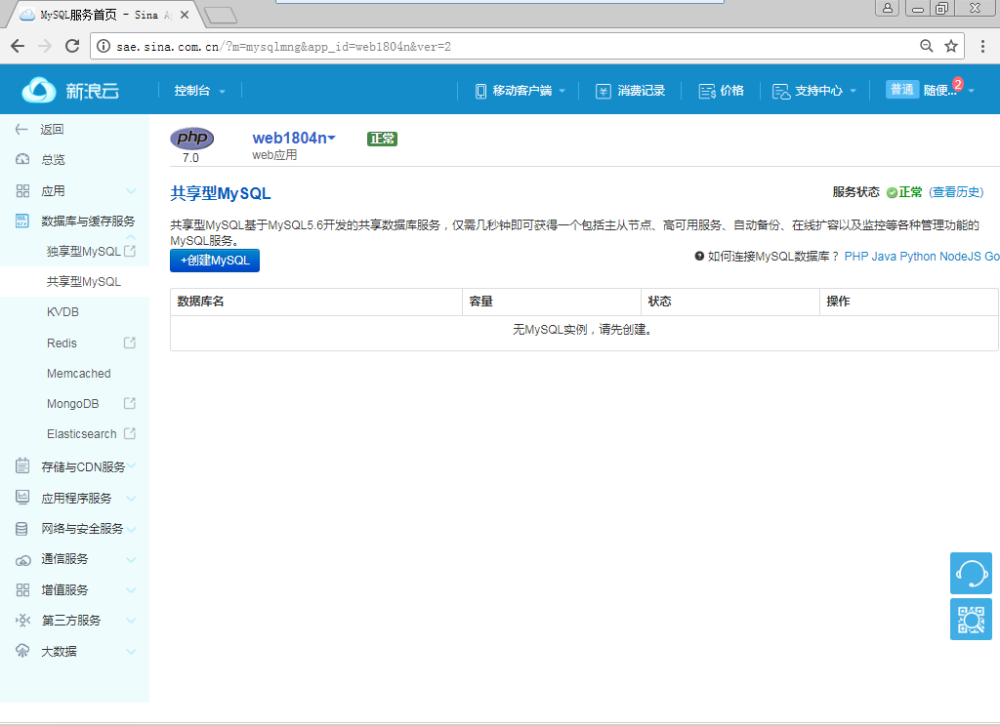 MySQL服务首页 - Sina A
sae.sina.com.cn/?m=mysqlmng&app_id=web1804n&ver=2
新浪云 控制台 移动客户端 消费记录 价格 支持中心 普通 随便... 2
返回
总览
应用
数据库与缓存服务
独享型MySQL
共享型MySQL
KVDB
Redis
Memcached
MongoDB
Elasticsearch
存储与CDN服务
应用程序服务
网络与安全服务
通信服务
增值服务
第三方服务
大数据
php
7.0
web1804n 正常
web应用
共享型MySQL
服务状态 正常 (查看历史)
共享型MySQL基于MySQL5.6开发的共享数据库服务，仅需几秒钟即可获得一个包括主从节点、高可用服务、自动备份、在线扩容以及监控等各种管理功能的
MySQL服务。
+创建MySQL
如何连接MySQL数据库？ PHP Java Python NodeJS Go
数据库名 容量 状态 操作
无MySQL实例，请先创建。